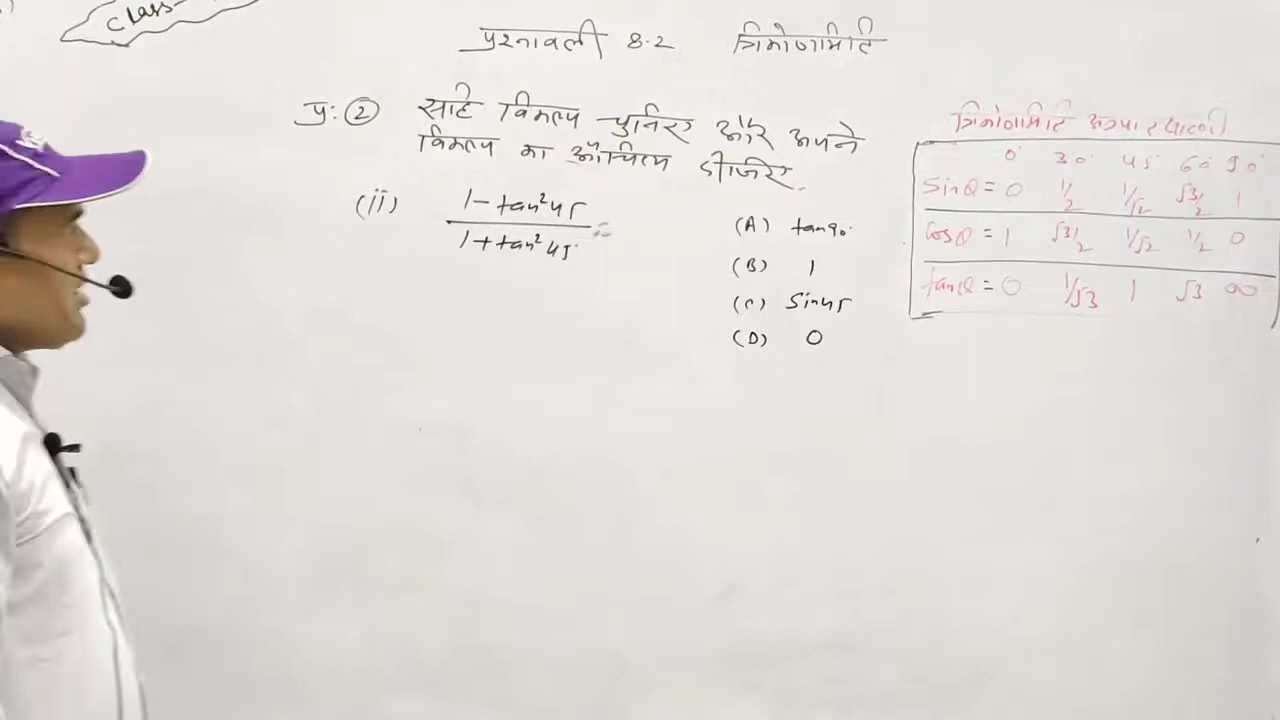 class
प्रश्नावली 8.2 त्रिकोणमिति
प्र: ② सही विकल्प चुनिए और अपने
विकल्प का औचित्य दीजिए.
(ii) 1 - tan²45 / 1 + tan²45° =
(A) tan90°
(B) 1
(C) Sin45
(D) 0
त्रिकोणमिति
0° 30° 45° 60° 90°
Sinθ = 0 1/2 1/√2 √3/2 1
Cosθ = 1 √3/2 1/√2 1/2 0
tanθ = 0 1/√3 1 √3 ∞